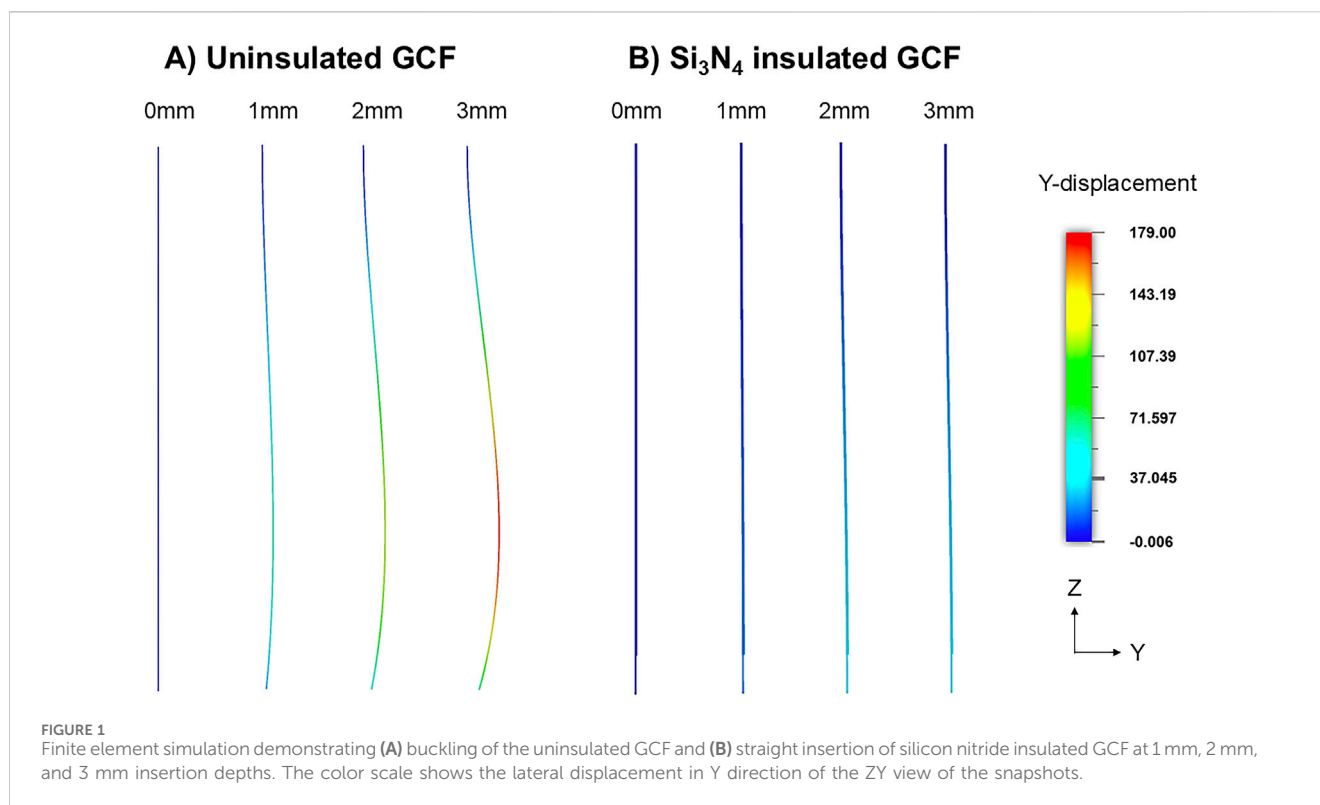 A) Uninsulated GCF
B) Si₃N₄ insulated GCF
0mm 1mm 2mm 3mm
0mm 1mm 2mm 3mm
Y-displacement
179.00
143.19
107.39
71.597
37.045
-0.006
Z
Y
FIGURE 1
Finite element simulation demonstrating (A) buckling of the uninsulated GCF and (B) straight insertion of silicon nitride insulated GCF at 1 mm, 2 mm,
and 3 mm insertion depths. The color scale shows the lateral displacement in Y direction of the ZY view of the snapshots.